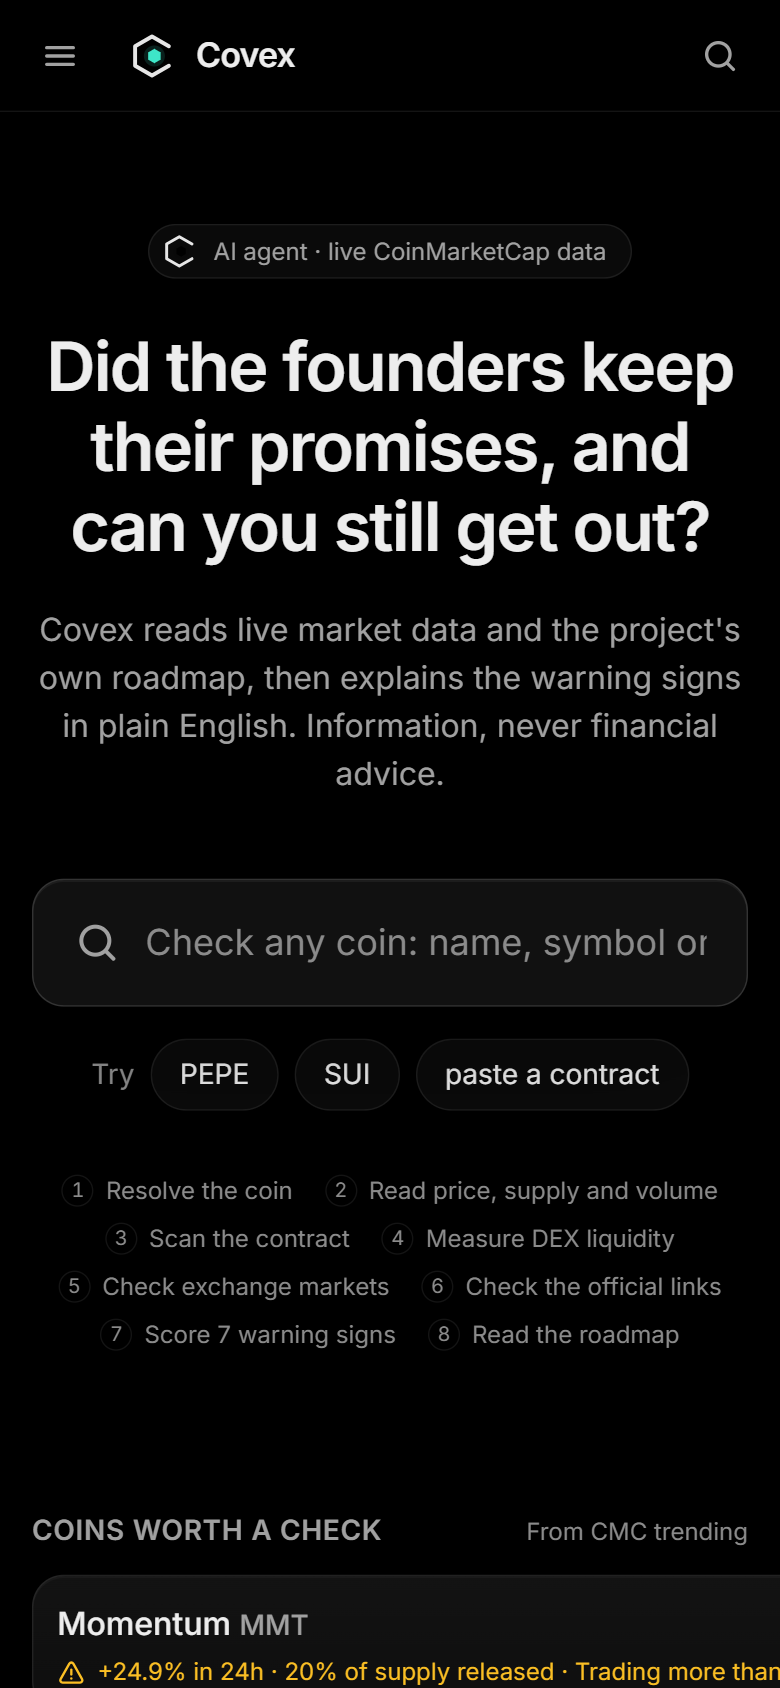 Covex
AI agent · live CoinMarketCap data
Did the founders keep
their promises, and
can you still get out?
Covex reads live market data and the project's
own roadmap, then explains the warning signs
in plain English. Information, never financial
advice.
Check any coin: name, symbol or
Try PEPE SUI paste a contract
1 Resolve the coin 2 Read price, supply and volume
3 Scan the contract 4 Measure DEX liquidity
5 Check exchange markets 6 Check the official links
7 Score 7 warning signs 8 Read the roadmap
COINS WORTH A CHECK From CMC trending
Momentum MMT
+24.9% in 24h · 20% of supply released · Trading more than